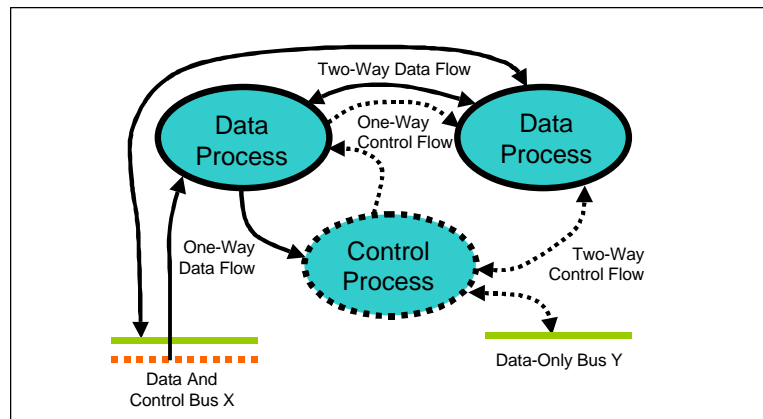 Two-Way Data Flow
Data
Process
One-Way
Control Flow
Data
Process
One-Way
Data Flow
Control
Process
Two-Way
Control Flow
Data And
Control Bus X
Data-Only Bus Y